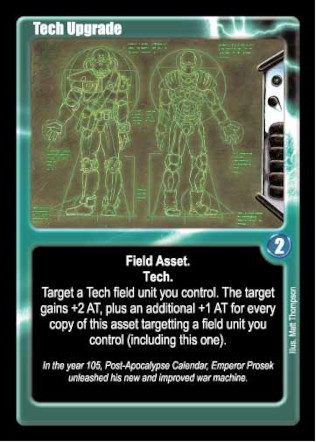 Tech Upgrade
2
Field Asset.
Tech.
Target a Tech field unit you control. The target
gains +2 AT, plus an additional +1 AT for every
copy of this asset targetting a field unit you
control (including this one).
In the year 105, Post-Apocalypse Calendar, Emperor Prosek
unleashed his new and improved war machine.
Illus. Matt Thompson